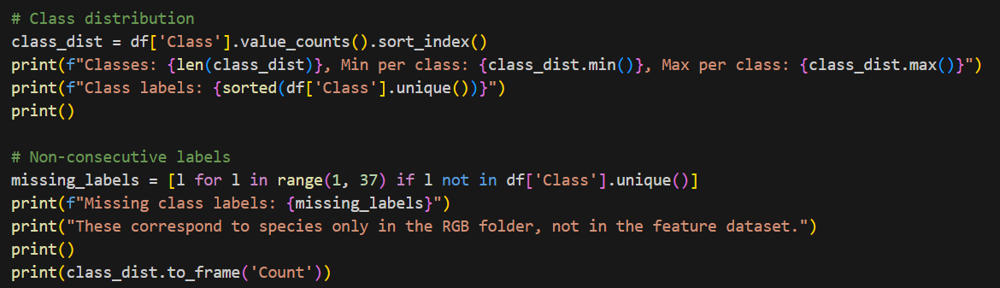 # Class distribution
class_dist = df['Class'].value_counts().sort_index()
print(f"Classes: {len(class_dist)}, Min per class: {class_dist.min()}, Max per class: {class_dist.max()}")
print(f"Class labels: {sorted(df['Class'].unique())}")
print()

# Non-consecutive labels
missing_labels = [l for l in range(1, 37) if l not in df['Class'].unique()]
print(f"Missing class labels: {missing_labels}")
print("These correspond to species only in the RGB folder, not in the feature dataset.")
print()
print(class_dist.to_frame('Count'))